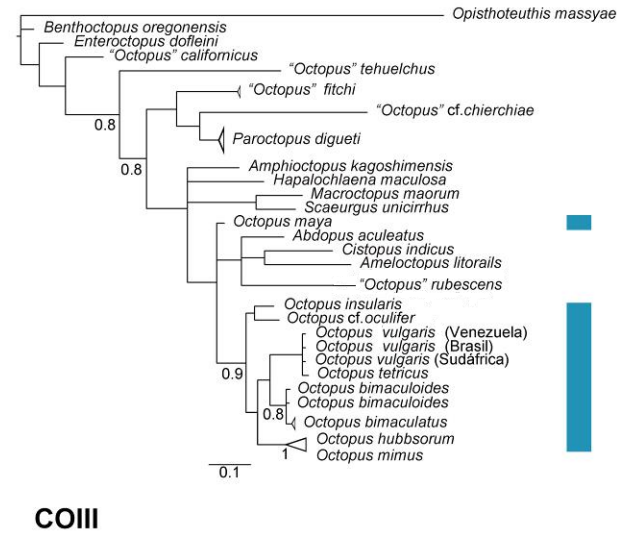 Opisthoteuthis massyae
Benthoctopus oregonensis
Enteroctopus dofleini
“Octopus” californicus
“Octopus” tehuelchus
“Octopus” fitchi
“Octopus” cf.chierchiae
0.8
Paroctopus digueti
0.8
Amphioctopus kagoshimensis
Hapalochlaena maculosa
Macroctopus maorum
Scaeurgus unicirrhus
Octopus maya
Abdopus aculeatus
Cistopus indicus
Ameloctopus litorails
“Octopus” rubescens
Octopus insularis
Octopus cf.oculifer
Octopus vulgaris (Venezuela)
Octopus vulgaris (Brasil)
Octopus vulgaris (Sudáfrica)
0.9
Octopus tetricus
Octopus bimaculoides
Octopus bimaculoides
0.8
Octopus bimaculatus
Octopus hubbsorum
1
Octopus mimus
0.1
COIII